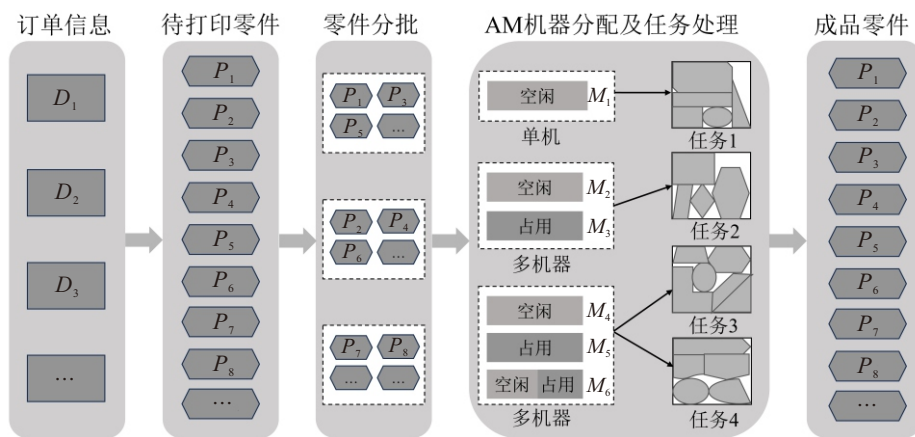 订单信息
D1
D2
D3
…
待打印零件
P1
P2
P3
P4
P5
P6
P7
P8
…
零件分批
P1 P3
P5 …
P2 P4
P6 …
P7 P8
… …
AM机器分配及任务处理
空闲 M1
单机
任务1
空闲 M2
占用 M3
多机器
任务2
空闲 M4
占用 M5
空闲 占用 M6
多机器
任务3
任务4
成品零件
P1
P2
P3
P4
P5
P6
P7
P8
…